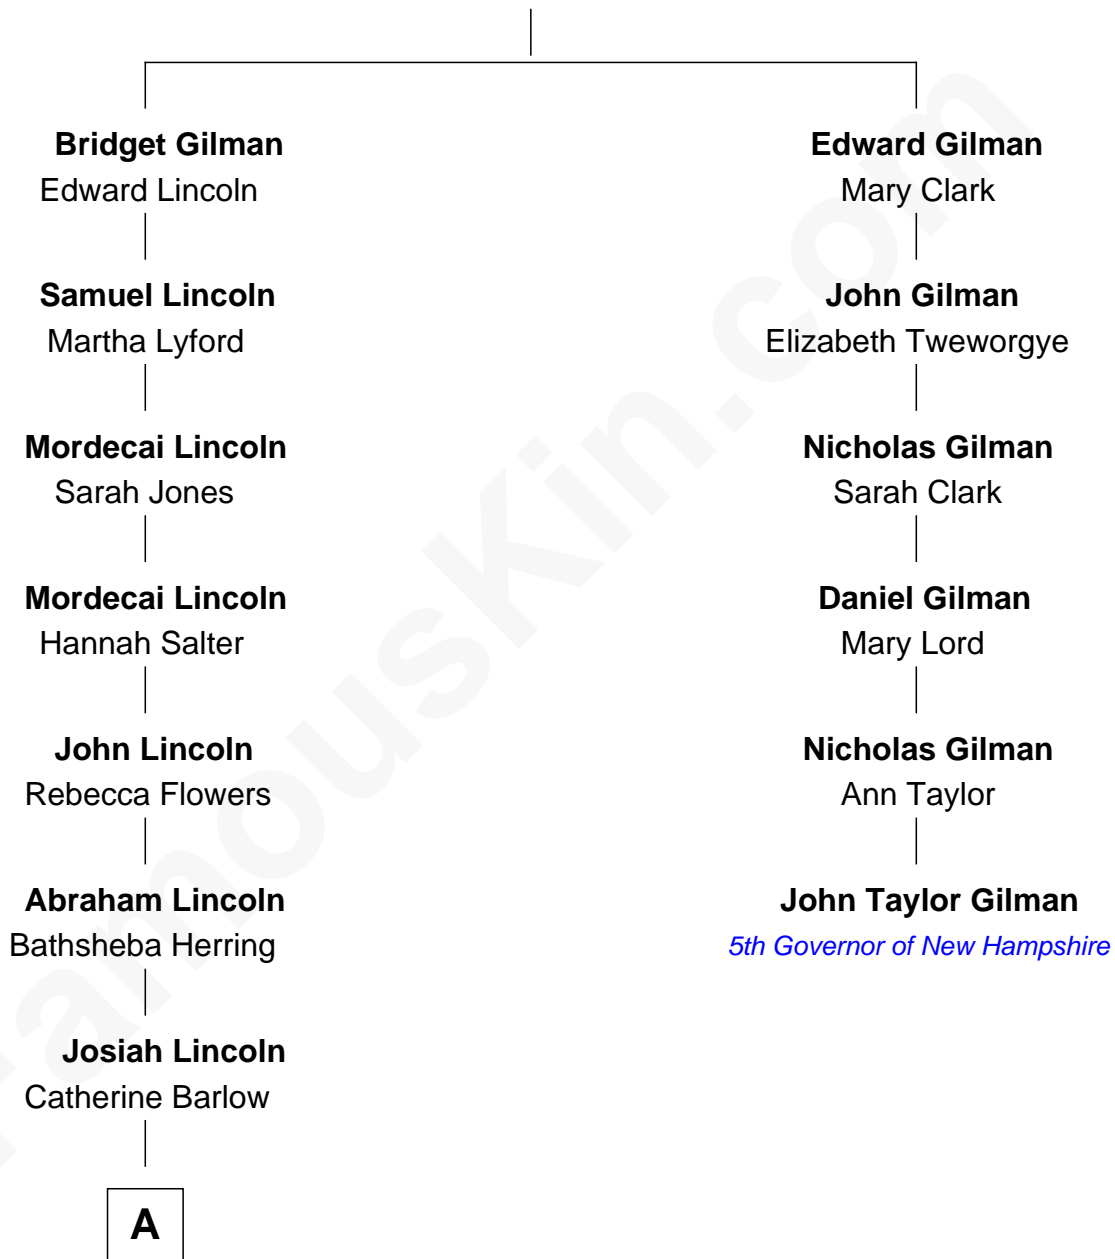 Bridget Gilman
Edward Lincoln
Edward Gilman
Mary Clark
Samuel Lincoln
Martha Lyford
John Gilman
Elizabeth Tweworgye
Mordecai Lincoln
Sarah Jones
Nicholas Gilman
Sarah Clark
Mordecai Lincoln
Hannah Salter
Daniel Gilman
Mary Lord
John Lincoln
Rebecca Flowers
Nicholas Gilman
Ann Taylor
Abraham Lincoln
Bathsheba Herring
John Taylor Gilman
5th Governor of New Hampshire
Josiah Lincoln
Catherine Barlow
A
FamousKin.com